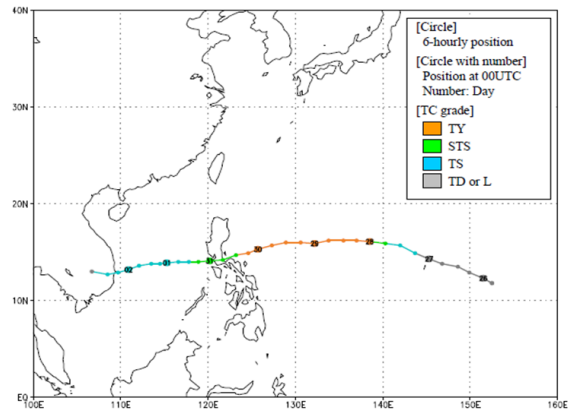 40N
[Circle]
6-hourly position
[Circle with number]
Position at 00UTC
Number: Day
[TC grade]
TY
STS
TS
TD or L
30N
20N
30
29
28
31
27
02
01
26
10N
EQ
100E 110E 120E 130E 140E 150E 160E